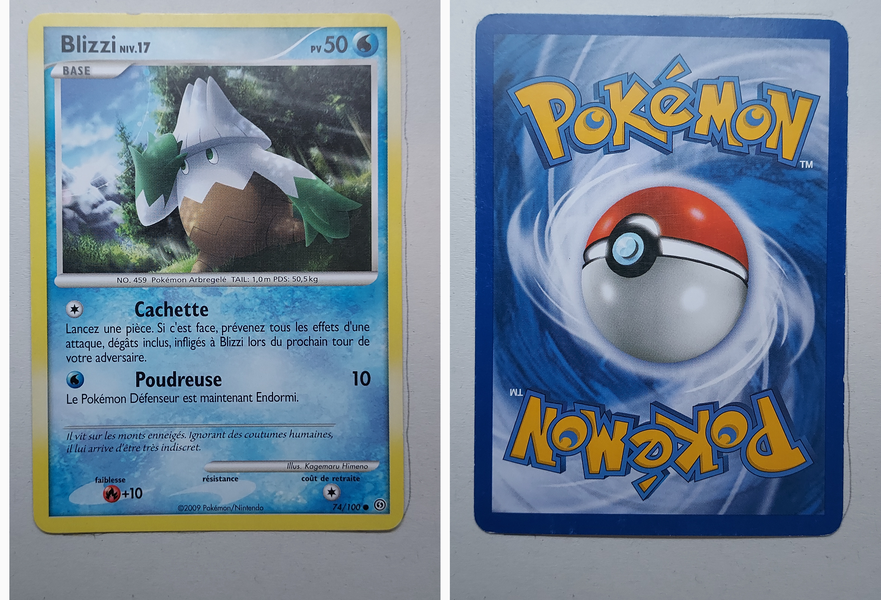 Blizzi NIV.17
PV 50
BASE
NO. 459 Pokémon Arbregelé TAIL: 1,0m PDS: 50,5kg
Cachette
Lancez une pièce. Si c'est face, prévenez tous les effets d'une
attaque, dégâts inclus, infligés à Blizzi lors du prochain tour de
votre adversaire.
Poudreuse 10
Le Pokémon Défenseur est maintenant Endormi.
Il vit sur les monts enneigés. Ignorant des coutumes humaines,
il lui arrive d'être très indiscret.
Illus. Kagemaru Himeno
faiblesse résistance coût de retraite
+10
©2009 Pokémon/Nintendo 74/100
POKéMON
TM
TM
POKéMON